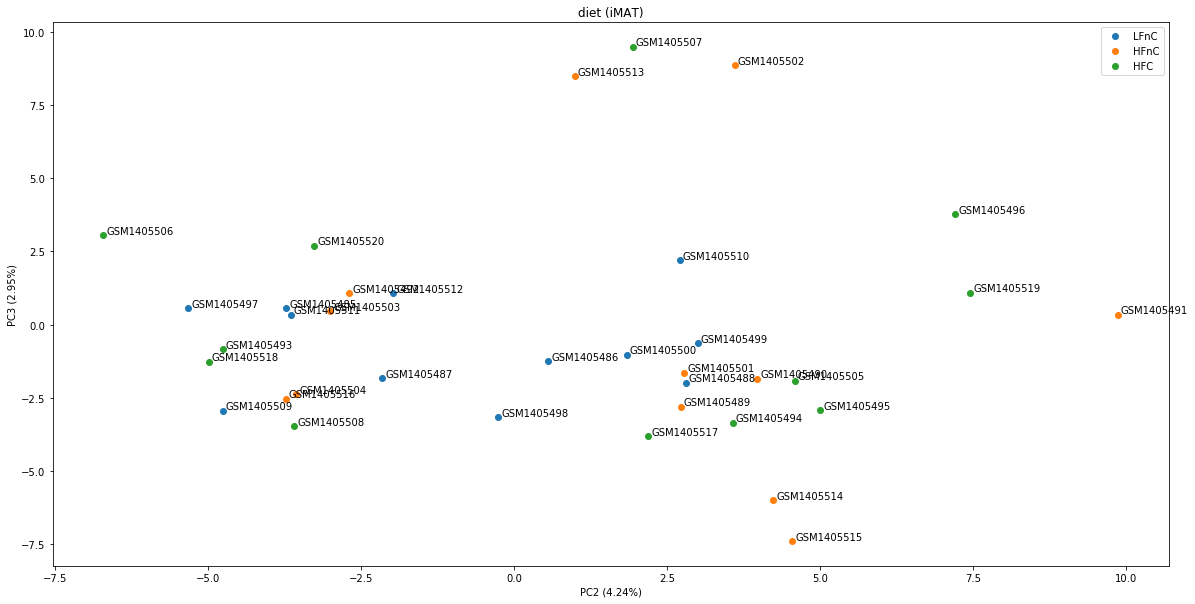 diet (iMAT)
10.0
7.5
5.0
2.5
0.0
−2.5
−5.0
−7.5
PC3 (2.95%)
LFnC
HFnC
HFC
GSM1405507
GSM1405502
GSM1405513
GSM1405496
GSM1405506
GSM1405520
GSM1405510
GSM1405492
GSM1405512
GSM1405519
GSM1405497
GSM1405485
GSM1405503
GSM1405511
GSM1405491
GSM1405499
GSM1405493
GSM1405500
GSM1405518
GSM1405486
GSM1405501
GSM1405487
GSM1405490
GSM1405505
GSM1405488
GSM1405504
GSM1405516
GSM1405489
GSM1405509
GSM1405495
GSM1405498
GSM1405494
GSM1405508
GSM1405517
GSM1405514
GSM1405515
−7.5
−5.0
−2.5
0.0
2.5
5.0
7.5
10.0
PC2 (4.24%)